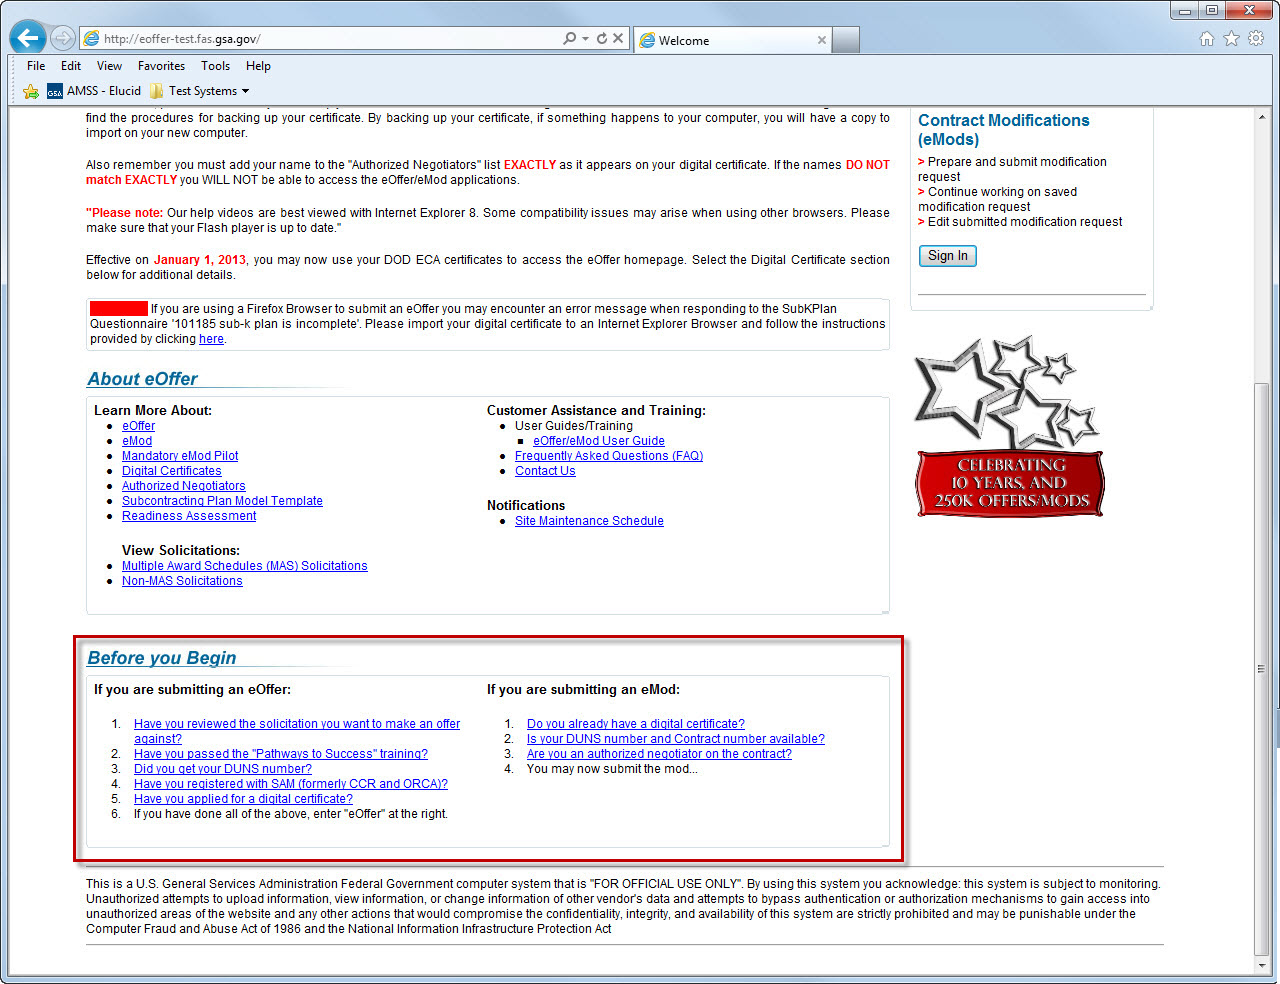 http://eoffer-test.fas.gsa.gov/
Welcome
File Edit View Favorites Tools Help
GSA AMSS - Elucid Test Systems
find the procedures for backing up your certificate. By backing up your certificate, if something happens to your computer, you will have a copy to
import on your new computer.
Also remember you must add your name to the "Authorized Negotiators" list EXACTLY as it appears on your digital certificate. If the names DO NOT
match EXACTLY you WILL NOT be able to access the eOffer/eMod applications.
"Please note: Our help videos are best viewed with Internet Explorer 8. Some compatibility issues may arise when using other browsers. Please
make sure that your Flash player is up to date."
Effective on January 1, 2013, you may now use your DOD ECA certificates to access the eOffer homepage. Select the Digital Certificate section
below for additional details.
If you are using a Firefox Browser to submit an eOffer you may encounter an error message when responding to the SubKPlan
Questionnaire '101185 sub-k plan is incomplete'. Please import your digital certificate to an Internet Explorer Browser and follow the instructions
provided by clicking here.
Contract Modifications
(eMods)
> Prepare and submit modification
request
> Continue working on saved
modification request
> Edit submitted modification request
Sign In
CELEBRATING
10 YEARS, AND
250K OFFERS/MODS
About eOffer
Learn More About:
• eOffer
• eMod
• Mandatory eMod Pilot
• Digital Certificates
• Authorized Negotiators
• Subcontracting Plan Model Template
• Readiness Assessment
View Solicitations:
• Multiple Award Schedules (MAS) Solicitations
• Non-MAS Solicitations
Customer Assistance and Training:
• User Guides/Training
▪ eOffer/eMod User Guide
• Frequently Asked Questions (FAQ)
• Contact Us
Notifications
• Site Maintenance Schedule
Before you Begin
If you are submitting an eOffer:
1. Have you reviewed the solicitation you want to make an offer
against?
2. Have you passed the "Pathways to Success" training?
3. Did you get your DUNS number?
4. Have you registered with SAM (formerly CCR and ORCA)?
5. Have you applied for a digital certificate?
6. If you have done all of the above, enter "eOffer" at the right.
If you are submitting an eMod:
1. Do you already have a digital certificate?
2. Is your DUNS number and Contract number available?
3. Are you an authorized negotiator on the contract?
4. You may now submit the mod...
This is a U.S. General Services Administration Federal Government computer system that is "FOR OFFICIAL USE ONLY". By using this system you acknowledge: this system is subject to monitoring.
Unauthorized attempts to upload information, view information, or change information of other vendor's data and attempts to bypass authentication or authorization mechanisms to gain access into
unauthorized areas of the website and any other actions that would compromise the confidentiality, integrity, and availability of this system are strictly prohibited and may be punishable under the
Computer Fraud and Abuse Act of 1986 and the National Information Infrastructure Protection Act